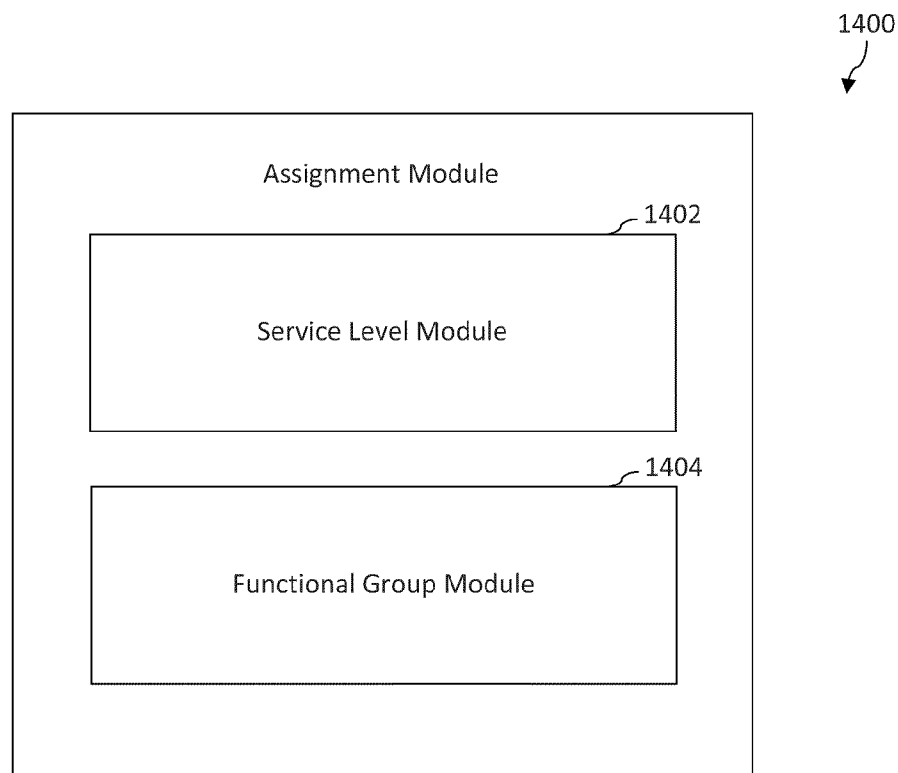 1400
Assignment Module
1402
Service Level Module
1404
Functional Group Module